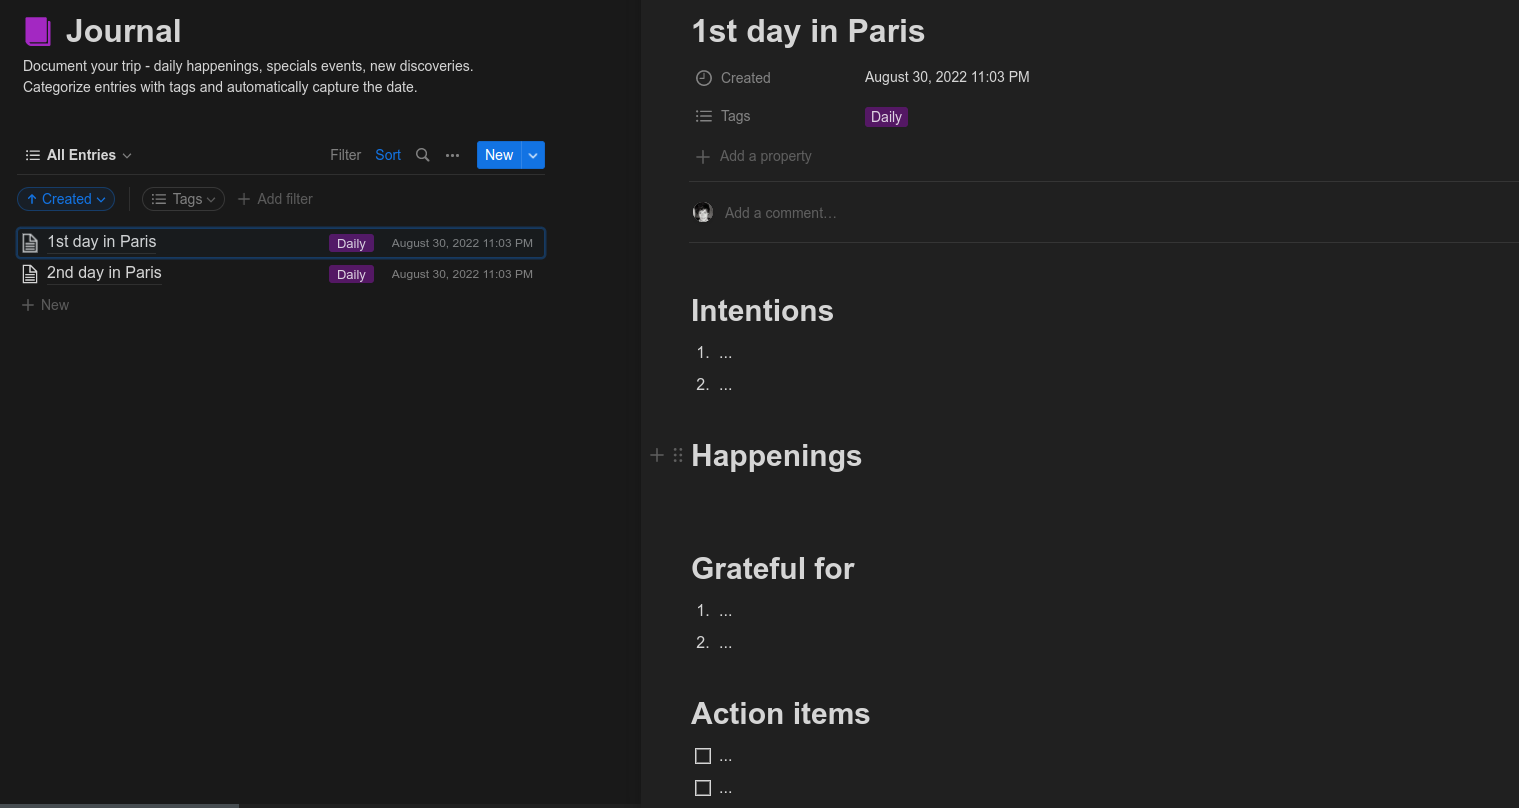 Journal
Document your trip - daily happenings, specials events, new discoveries.
Categorize entries with tags and automatically capture the date.
All Entries
Filter Sort ••• New
Created Tags Add filter
1st day in Paris Daily August 30, 2022 11:03 PM
2nd day in Paris Daily August 30, 2022 11:03 PM
New
1st day in Paris
Created August 30, 2022 11:03 PM
Tags Daily
Add a property
Add a comment…
Intentions
1. ...
2. ...
Happenings
Grateful for
1. ...
2. ...
Action items
...
...